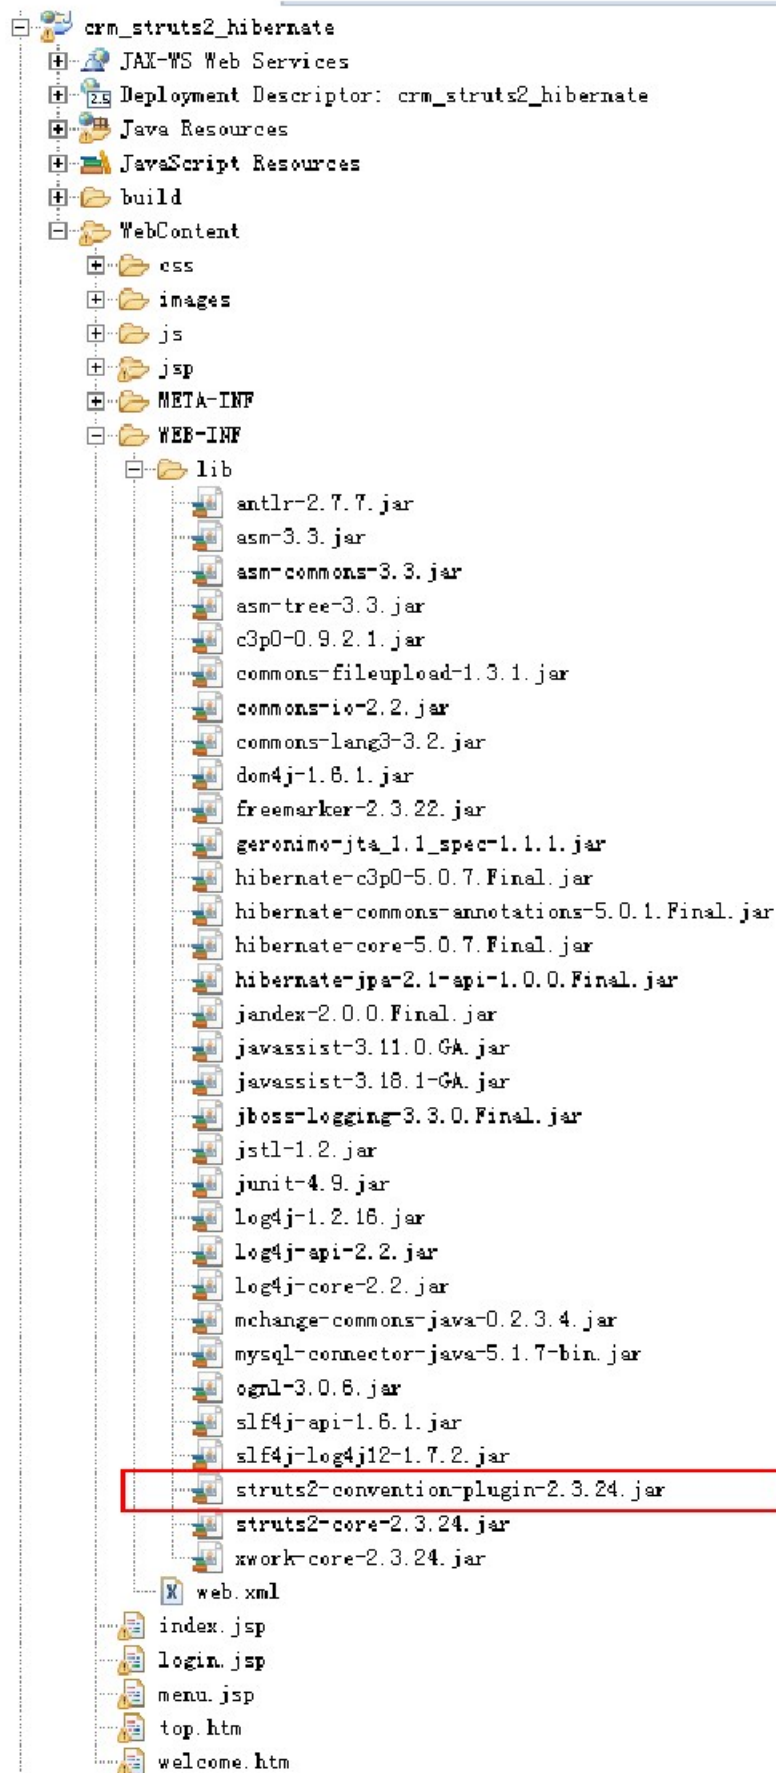 crm_struts2_hibernate
JAX-WS Web Services
2.5 Deployment Descriptor: crm_struts2_hibernate
Java Resources
JavaScript Resources
build
WebContent
css
images
js
jsp
META-INF
WEB-INF
lib
antlr-2.7.7.jar
asm-3.3.jar
asm-commons-3.3.jar
asm-tree-3.3.jar
c3p0-0.9.2.1.jar
commons-fileupload-1.3.1.jar
commons-io-2.2.jar
commons-lang3-3.2.jar
dom4j-1.6.1.jar
freemarker-2.3.22.jar
geronimo-jta_1.1_spec-1.1.1.jar
hibernate-c3p0-5.0.7.Final.jar
hibernate-commons-annotations-5.0.1.Final.jar
hibernate-core-5.0.7.Final.jar
hibernate-jpa-2.1-api-1.0.0.Final.jar
jandex-2.0.0.Final.jar
javassist-3.11.0.GA.jar
javassist-3.18.1-GA.jar
jboss-logging-3.3.0.Final.jar
jstl-1.2.jar
junit-4.9.jar
log4j-1.2.16.jar
log4j-api-2.2.jar
log4j-core-2.2.jar
mchange-commons-java-0.2.3.4.jar
mysql-connector-java-5.1.7-bin.jar
ognl-3.0.6.jar
slf4j-api-1.6.1.jar
slf4j-log4j12-1.7.2.jar
struts2-convention-plugin-2.3.24.jar
struts2-core-2.3.24.jar
xwork-core-2.3.24.jar
X web.xml
index.jsp
login.jsp
menu.jsp
top.htm
welcome.htm